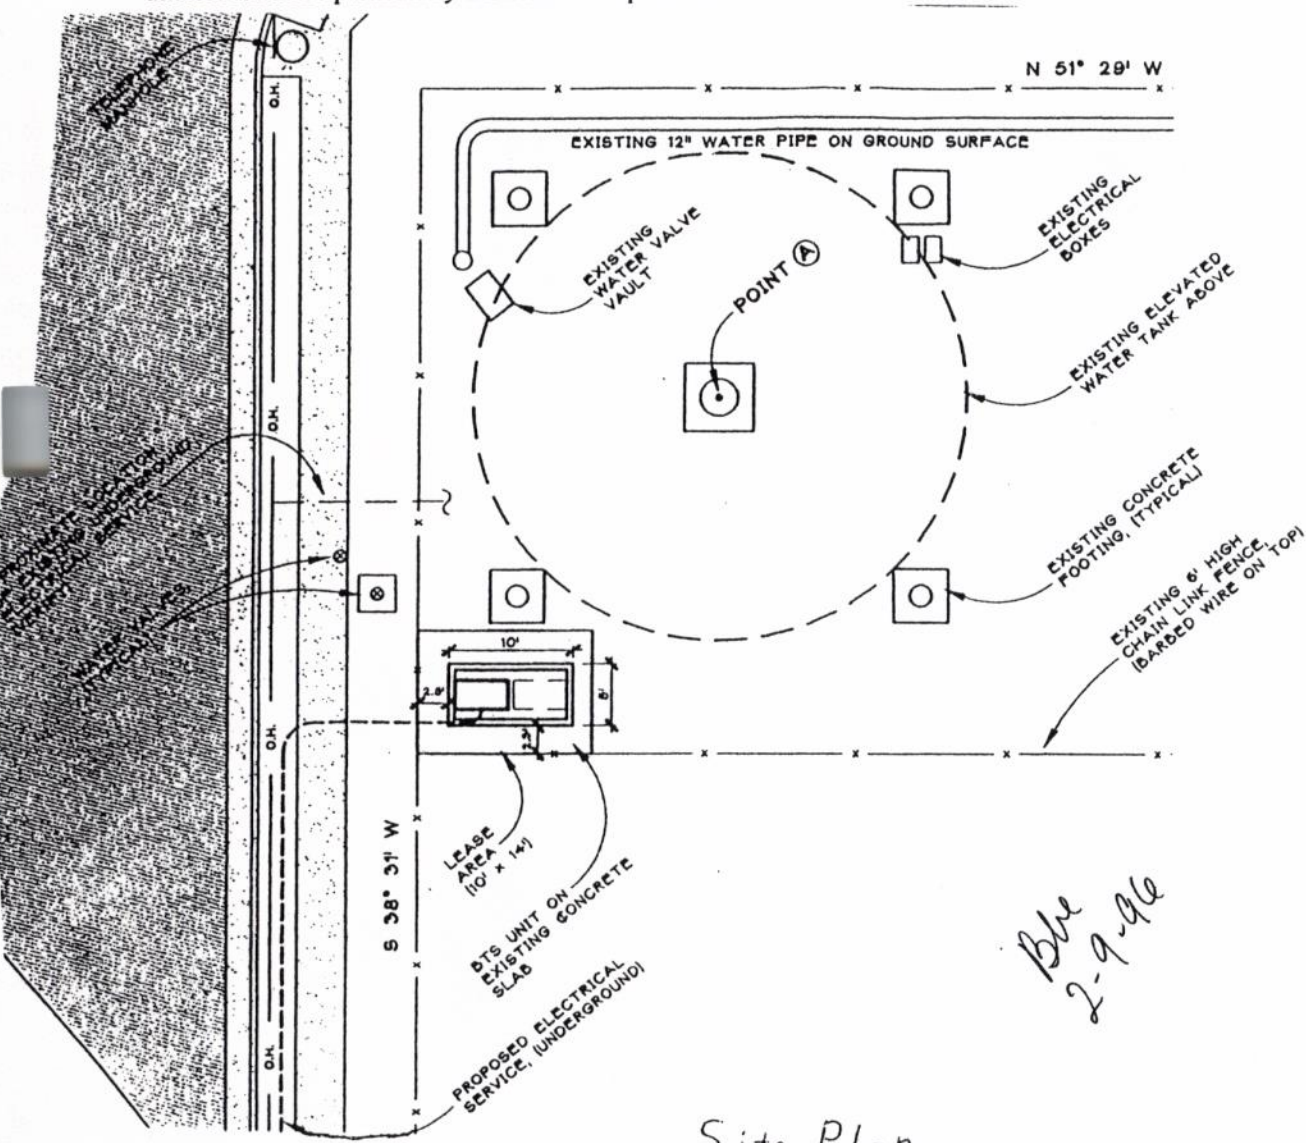 N 51° 29' W
TELEPHONE
MANHOLE
O.H.
EXISTING 12" WATER PIPE ON GROUND SURFACE
EXISTING
WATER VALVE
VAULT
POINT A
EXISTING
ELECTRICAL
BOXES
EXISTING ELEVATED
WATER TANK ABOVE
O.H.
APPROXIMATE LOCATION
OF EXISTING UNDERGROUND
ELECTRICAL SERVICE,
(VERIFY)
WATER VALVES,
(TYPICAL)
EXISTING CONCRETE
FOOTING, (TYPICAL)
EXISTING 6' HIGH
CHAIN LINK FENCE,
(BARBED WIRE ON TOP)
10'
2.8'
O.H.
LEASE
AREA
(10' X 14')
S 38° 31' W
BTS UNIT ON
EXISTING CONCRETE
SLAB
Blue
2-9-96
O.H.
PROPOSED ELECTRICAL
SERVICE, (UNDERGROUND)
Site Plan